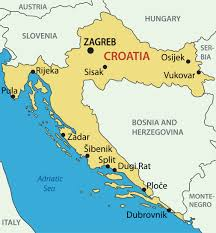 AUSTRIA
HUNGARY
SLOVENIA
ZAGREB
CROATIA
Osijek
Rijeka
Sisak
Vukovar
Pula
BOSNIA AND
HERZEGOVINA
Zadar
Šibenik
Split
Dugi Rat
Adriatic
Sea
Ploče
MONTE-
NEGRO
ITALY
Dubrovnik